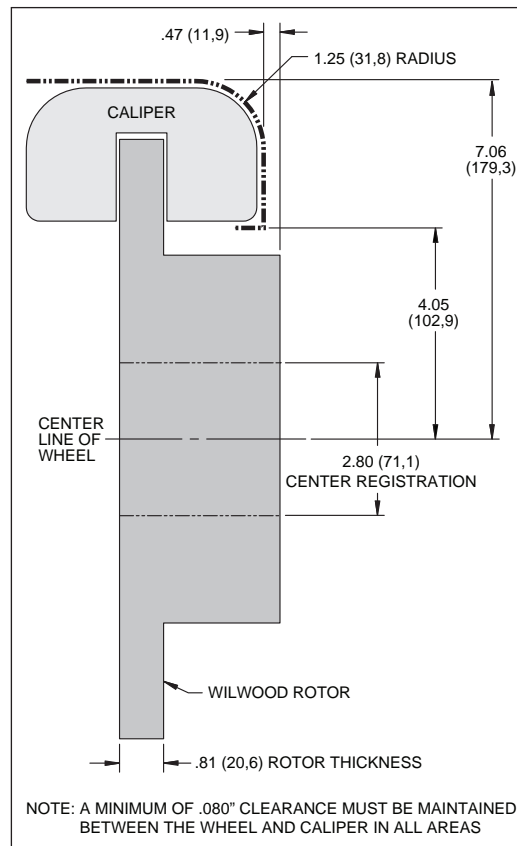 .47 (11,9)
1.25 (31,8) RADIUS
CALIPER
7.06
(179,3)
4.05
(102,9)
CENTER
LINE OF
WHEEL
2.80 (71,1)
CENTER REGISTRATION
WILWOOD ROTOR
.81 (20,6) ROTOR THICKNESS
NOTE: A MINIMUM OF .080" CLEARANCE MUST BE MAINTAINED
BETWEEN THE WHEEL AND CALIPER IN ALL AREAS